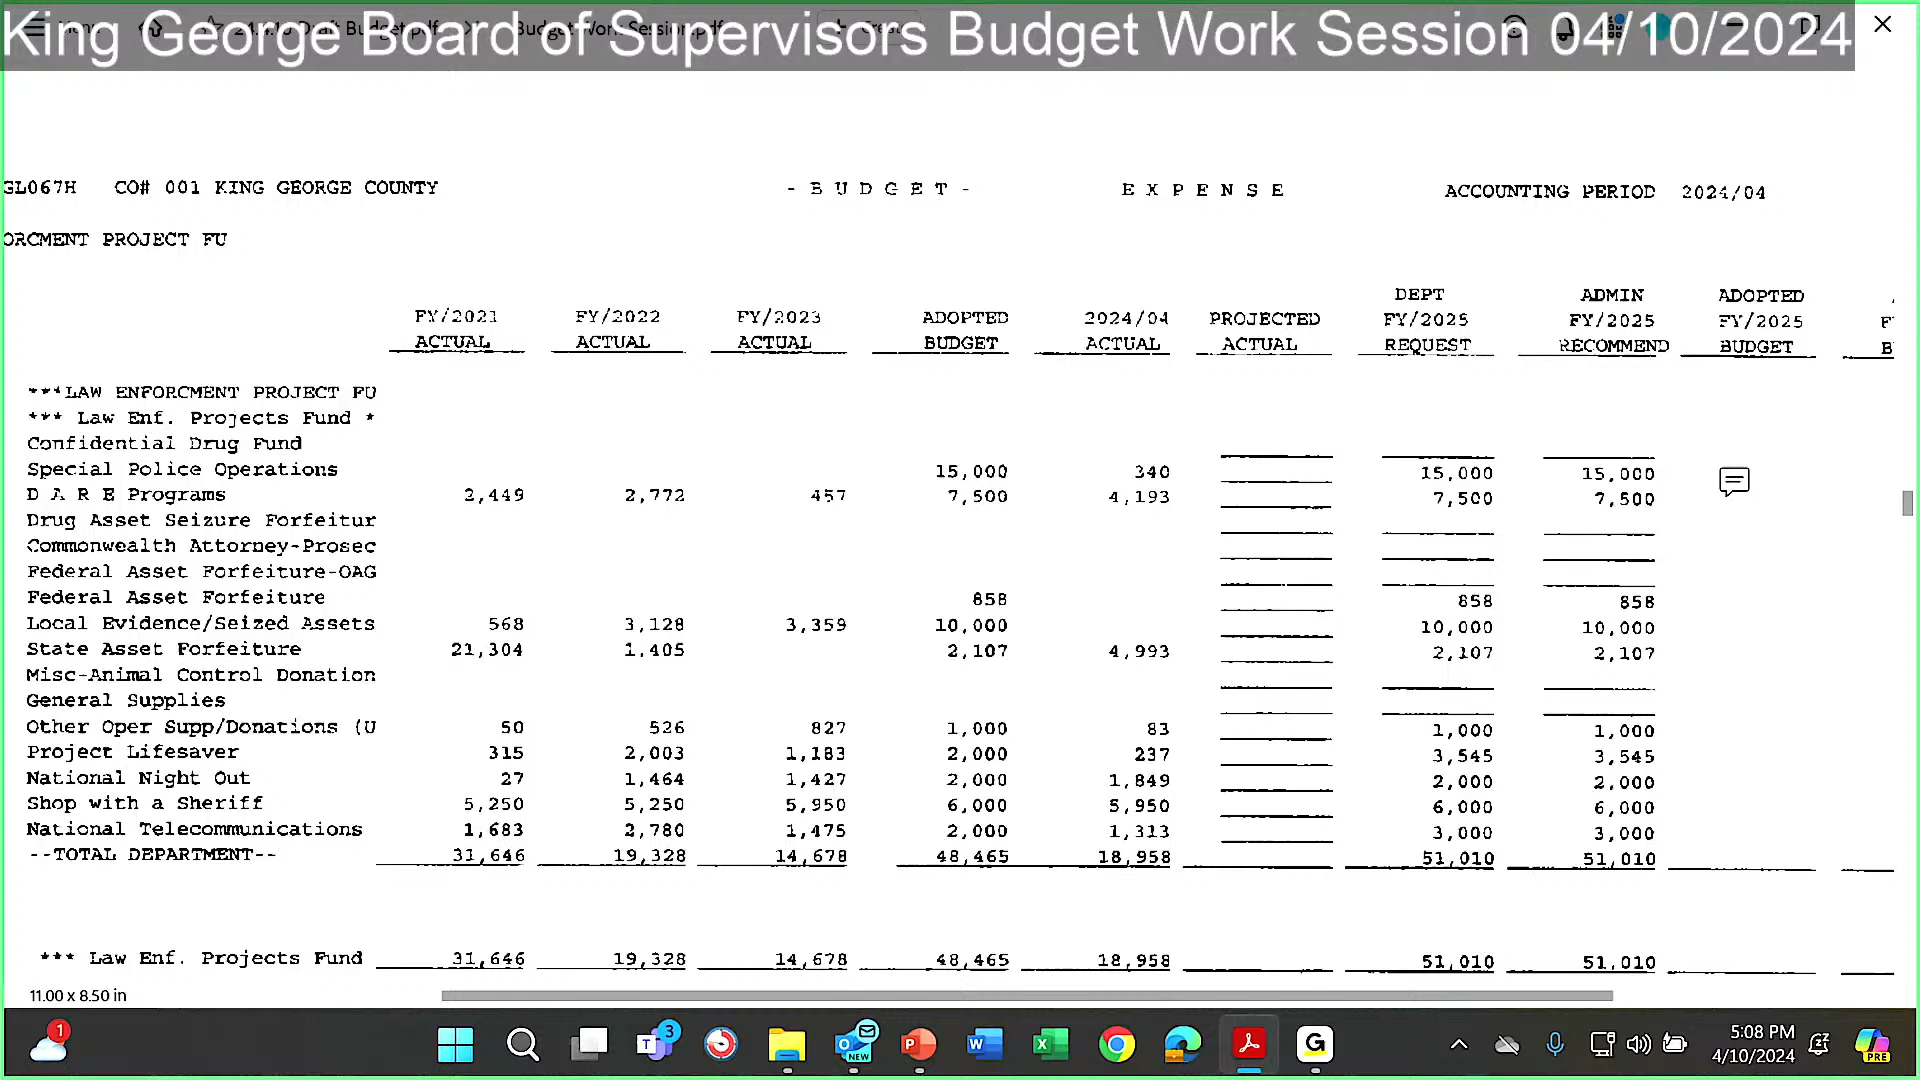 King George Board of Supervisors Budget Work Session 04/10/2024
GL067H CO# 001 KING GEORGE COUNTY - B U D G E T - E X P E N S E ACCOUNTING PERIOD 2024/04
ORCMENT PROJECT FU
DEPT ADMIN ADOPTED
FY/2021 FY/2022 FY/2023 ADOPTED 2024/04 PROJECTED FY/2025 FY/2025 FY/2025 F
ACTUAL ACTUAL ACTUAL BUDGET ACTUAL ACTUAL REQUEST RECOMMEND BUDGET B
***LAW ENFORCMENT PROJECT FU
*** Law Enf. Projects Fund *
Confidential Drug Fund
Special Police Operations 15,000 340 15,000 15,000
D A R E Programs 2,449 2,772 457 7,500 4,193 7,500 7,500
Drug Asset Seizure Forfeitur
Commonwealth Attorney-Prosec
Federal Asset Forfeiture-OAG
Federal Asset Forfeiture 858 858 858
Local Evidence/Seized Assets 568 3,128 3,359 10,000 10,000 10,000
State Asset Forfeiture 21,304 1,405 2,107 4,993 2,107 2,107
Misc-Animal Control Donation
General Supplies
Other Oper Supp/Donations (U 50 526 827 1,000 83 1,000 1,000
Project Lifesaver 315 2,003 1,183 2,000 237 3,545 3,545
National Night Out 27 1,464 1,427 2,000 1,849 2,000 2,000
Shop with a Sheriff 5,250 5,250 5,950 6,000 5,950 6,000 6,000
National Telecommunications 1,683 2,780 1,475 2,000 1,313 3,000 3,000
--TOTAL DEPARTMENT-- 31,646 19,328 14,678 48,465 18,958 51,010 51,010
*** Law Enf. Projects Fund 31,646 19,328 14,678 48,465 18,958 51,010 51,010
11.00 x 8.50 in
1 3 NEW 5:08 PM
4/10/2024 PRE